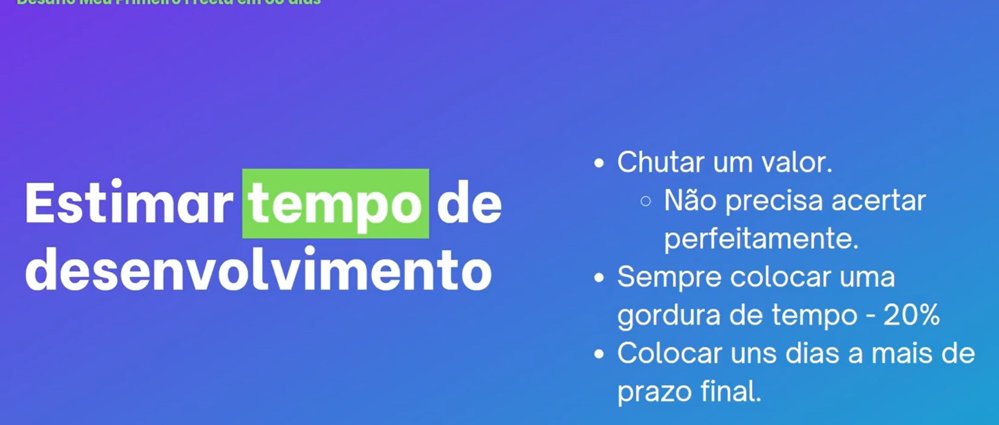 Desafio Meu Primeiro Freela em 60 dias
Estimar tempo de
desenvolvimento
• Chutar um valor.
○ Não precisa acertar
perfeitamente.
• Sempre colocar uma
gordura de tempo - 20%
• Colocar uns dias a mais de
prazo final.